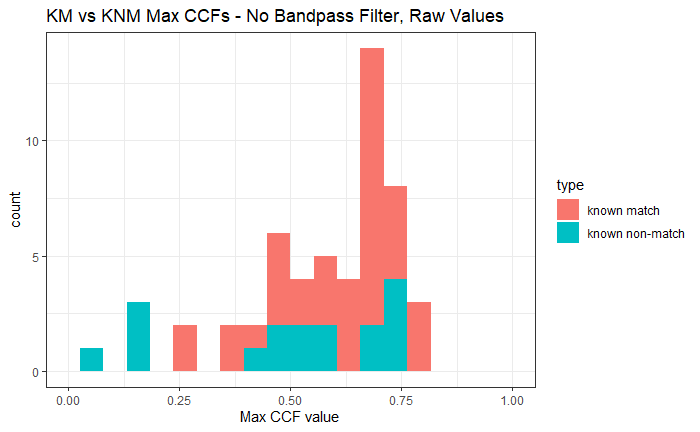 KM vs KNM Max CCFs - No Bandpass Filter, Raw Values
10
5
0
count
0.00 0.25 0.50 0.75 1.00
Max CCF value
type
known match
known non-match